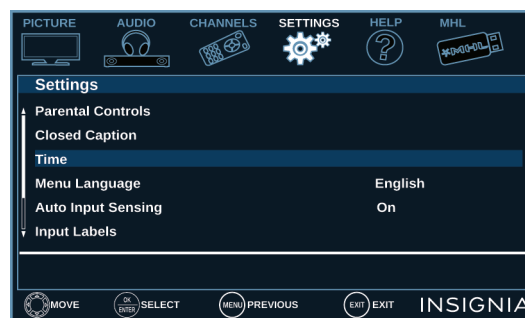 PICTURE AUDIO CHANNELS SETTINGS HELP MHL
MHL
Settings
Parental Controls
Closed Caption
Time
Menu Language English
Auto Input Sensing On
Input Labels
MOVE OK ENTER SELECT MENU PREVIOUS EXIT EXIT INSIGNIA